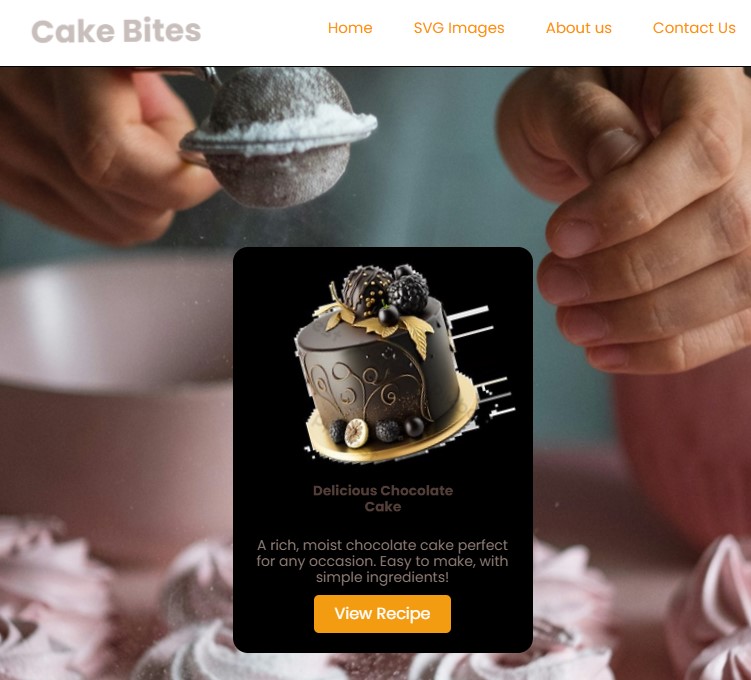 Cake Bites
Home SVG Images About us Contact Us
Delicious Chocolate
Cake
A rich, moist chocolate cake perfect
for any occasion. Easy to make, with
simple ingredients!
View Recipe